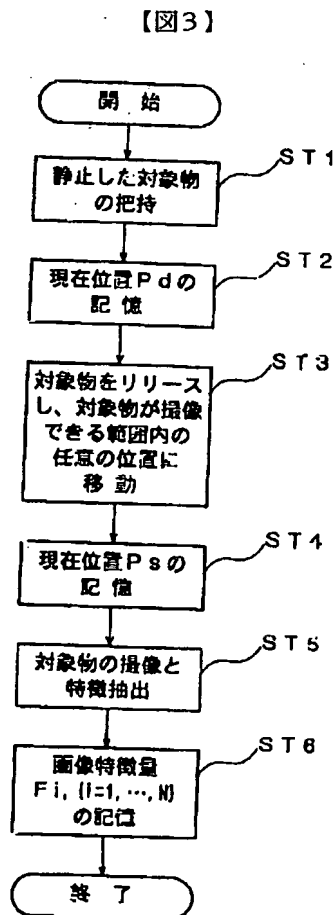 【図3】
開 始
静止した対象物
の把持
ST1
現在位置Pdの
記 憶
ST2
対象物をリリース
し、対象物が撮像
できる範囲内の
任意の位置に
移 動
ST3
現在位置Psの
記 憶
ST4
対象物の撮像と
特徴抽出
ST5
画像特徴量
Fi, (i=1, …, N)
の記憶
ST6
終 了